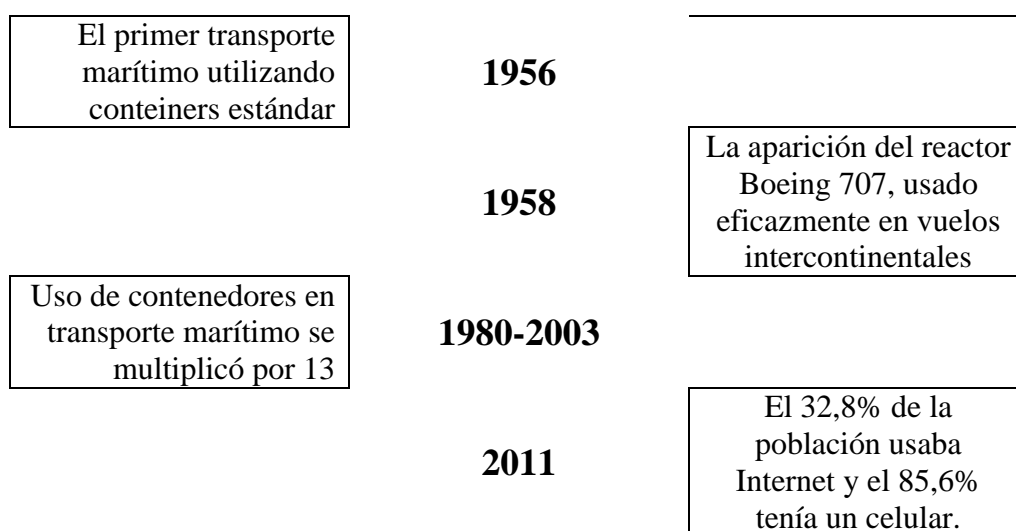 El primer transporte
marítimo utilizando
conteiners estándar
1956
La aparición del reactor
Boeing 707, usado
eficazmente en vuelos
intercontinentales
1958
Uso de contenedores en
transporte marítimo se
multiplicó por 13
1980-2003
El 32,8% de la
población usaba
Internet y el 85,6%
tenía un celular.
2011